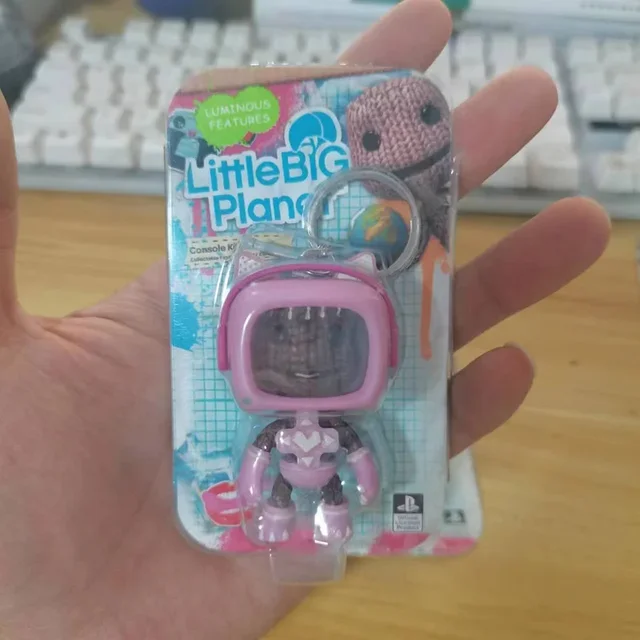 LUMINOUS
FEATURES
LittleBIG
Planet
Console Ki